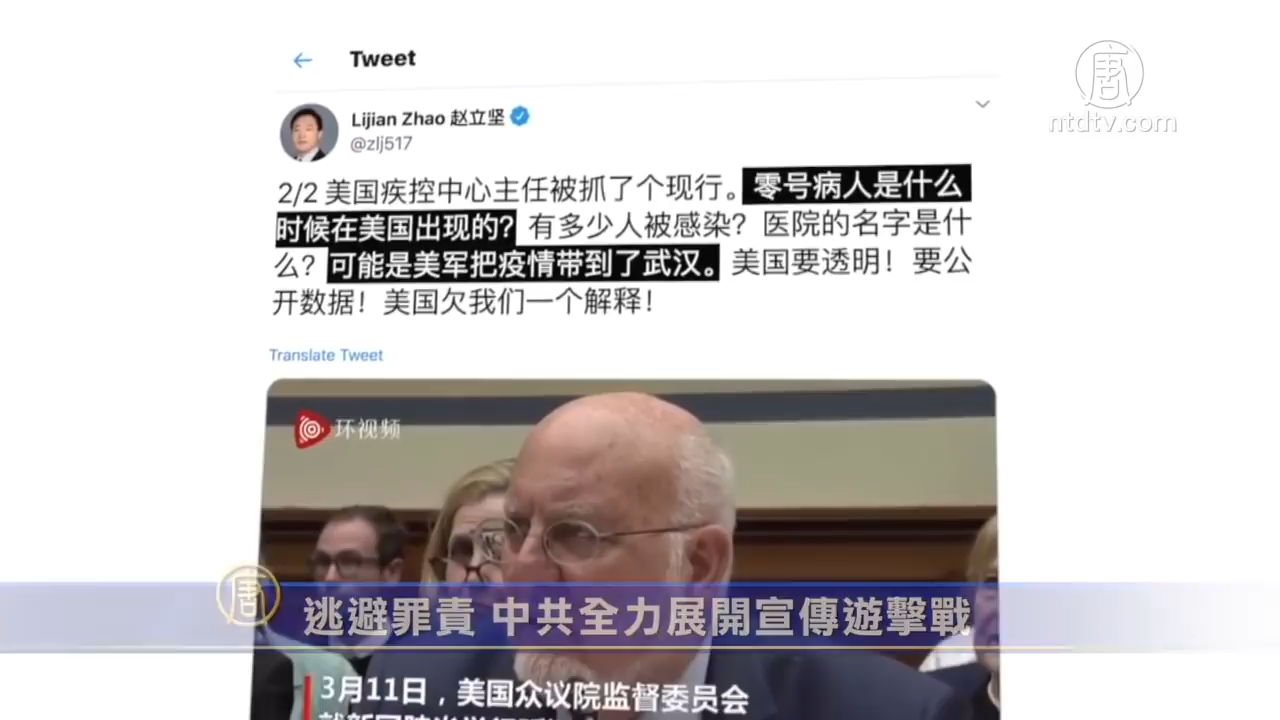 Tweet
唐
ntdtv.com
Lijian Zhao 赵立坚
@zlj517
2/2 美国疾控中心主任被抓了个现行。零号病人是什么
时候在美国出现的？有多少人被感染？医院的名字是什
么？可能是美军把疫情带到了武汉。美国要透明！要公
开数据！美国欠我们一个解释！
Translate Tweet
环视频
唐
逃避罪責 中共全力展開宣傳遊擊戰
3月11日，美国众议院监督委员会